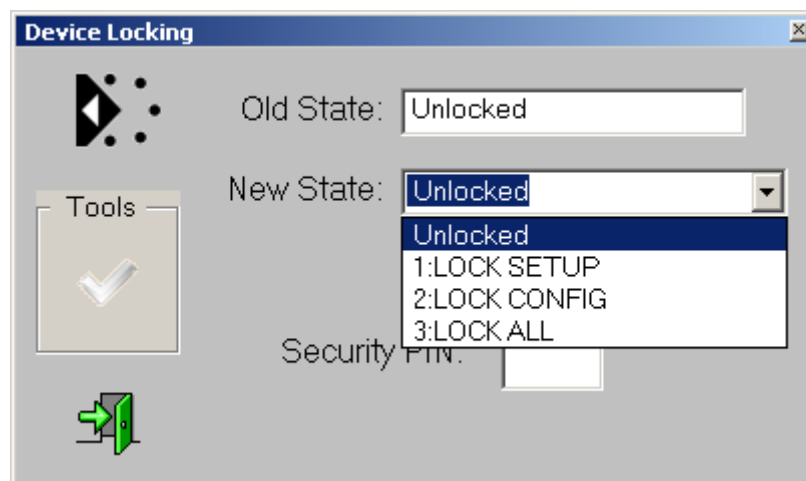 Device Locking
Old State: Unlocked
New State: Unlocked
Tools
Unlocked
1:LOCK SETUP
2:LOCK CONFIG
3:LOCK ALL
Security PIN: